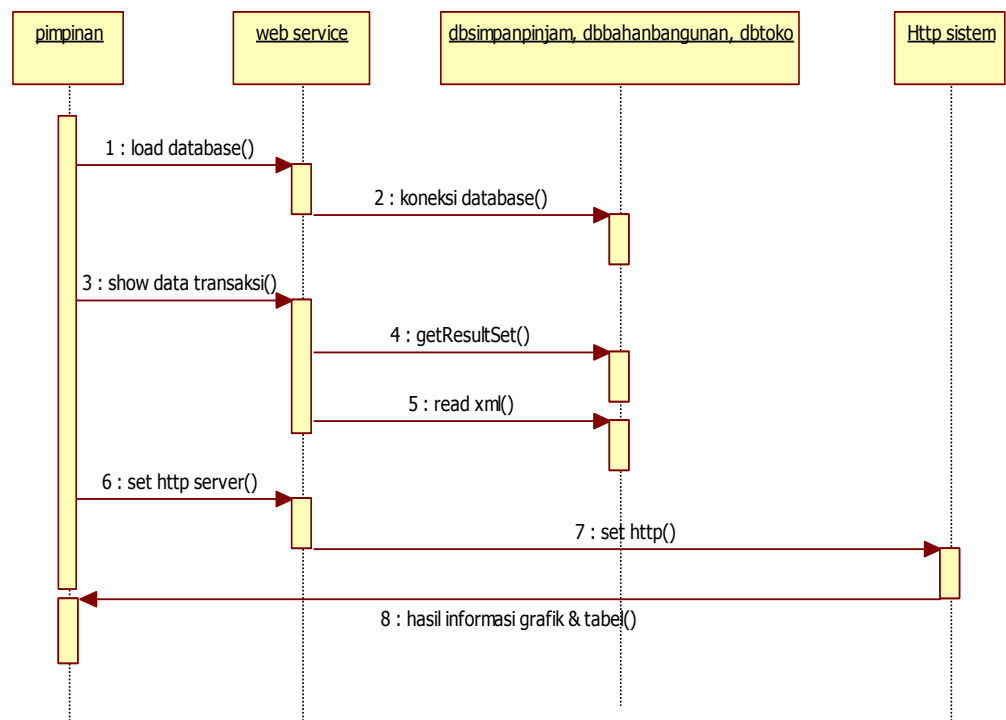 pimpinan
web service
dbsimpanpinjam, dbbahanbangunan, dbtoko
Http sistem
1 : load database()
2 : koneksi database()
3 : show data transaksi()
4 : getResultSet()
5 : read xml()
6 : set http server()
7 : set http()
8 : hasil informasi grafik & tabel()